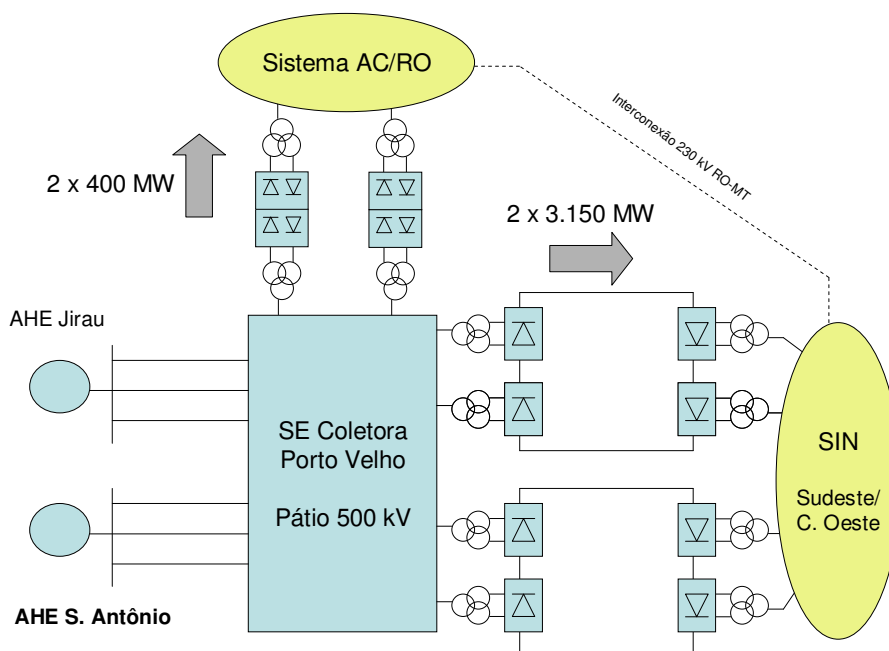 Sistema AC/RO
Interconexão 230 kV RO-MT
2 x 400 MW
2 x 3.150 MW
AHE Jirau
SE Coletora
Porto Velho
Pátio 500 kV
SIN
Sudeste/
C. Oeste
AHE S. Antônio